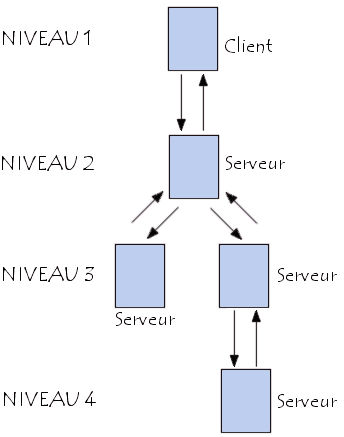 NIVEAU 1
Client
NIVEAU 2
Serveur
NIVEAU 3
Serveur
Serveur
NIVEAU 4
Serveur